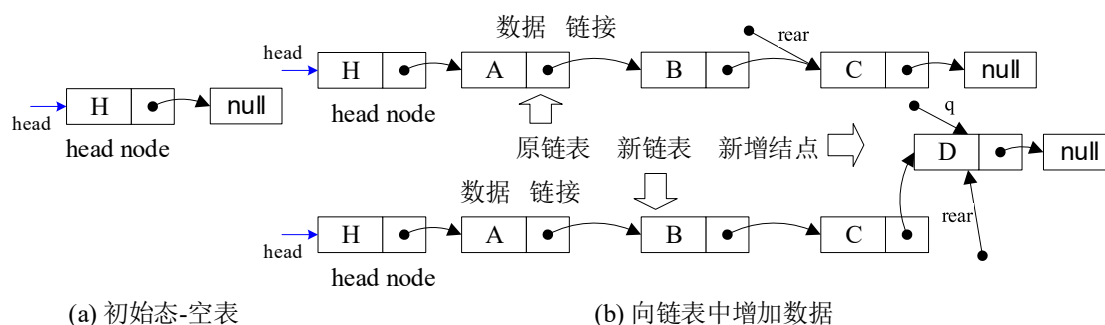 数据 链接
rear
head
H A B C null
head node
head
H null
head node
q
原链表 新链表 新增结点
D null
数据 链接
rear
head
H A B C
head node
(a) 初始态-空表
(b) 向链表中增加数据